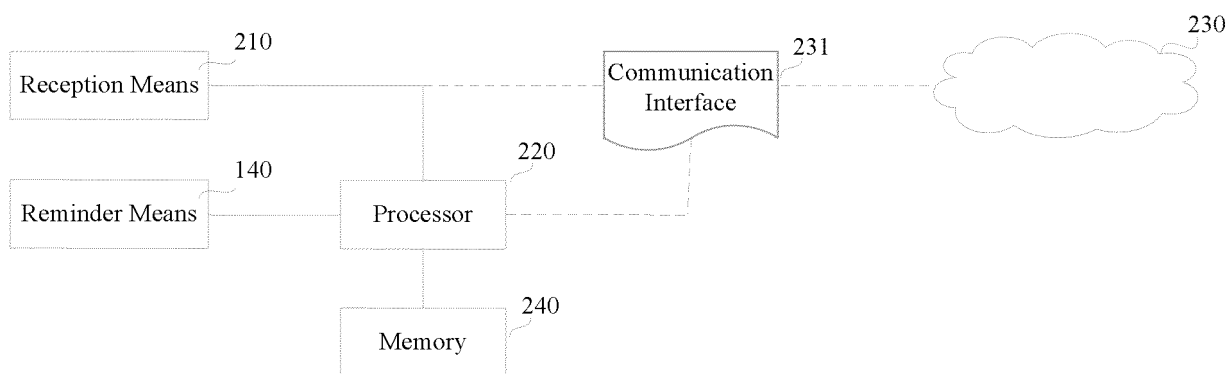 210
Reception Means
Communication
Interface
231
230
140
Reminder Means
220
Processor
240
Memory